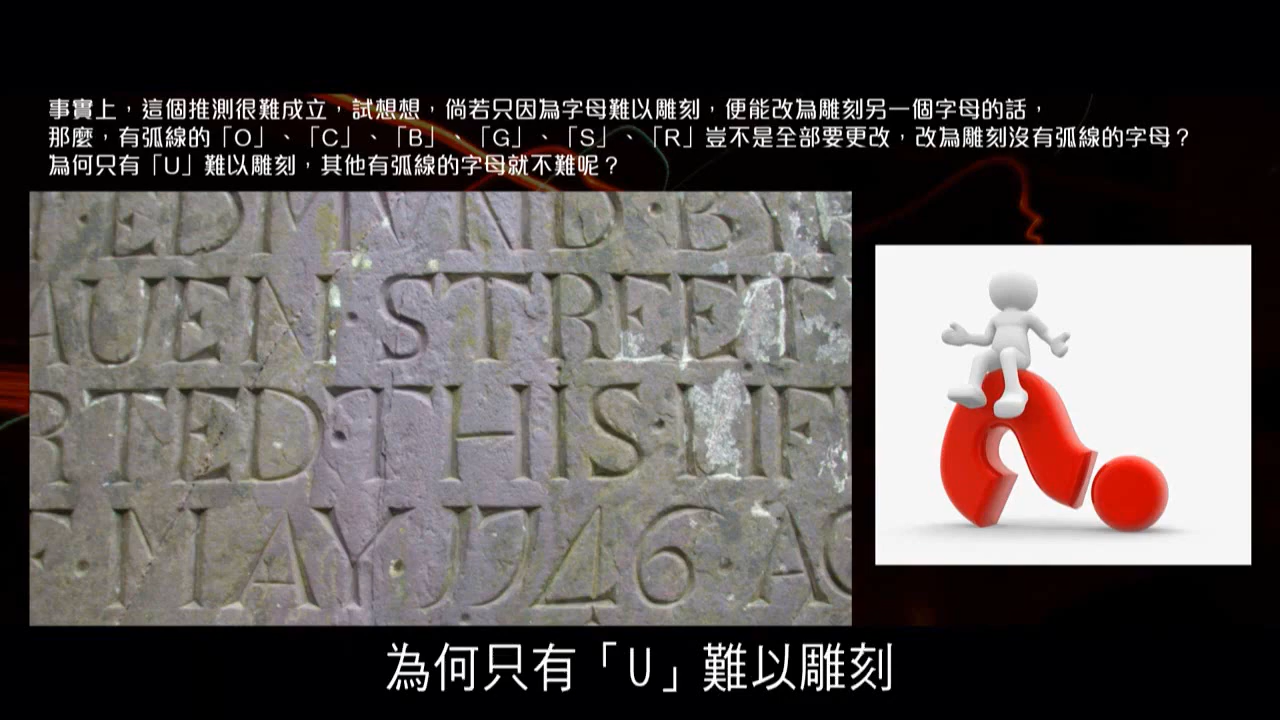 事實上，這個推測很難成立，試想想，倘若只因為字母難以雕刻，便能改為雕刻另一個字母的話，
那麼，有弧線的「O」、「C」、「B」、「G」、「S」、「R」豈不是全部要更改，改為雕刻沒有弧線的字母？
為何只有「U」難以雕刻，其他有弧線的字母就不難呢？
EDMVND · BY
AUEN · STREET
RTED · THIS LIF
· MAY · 1746 · A
為何只有「U」難以雕刻